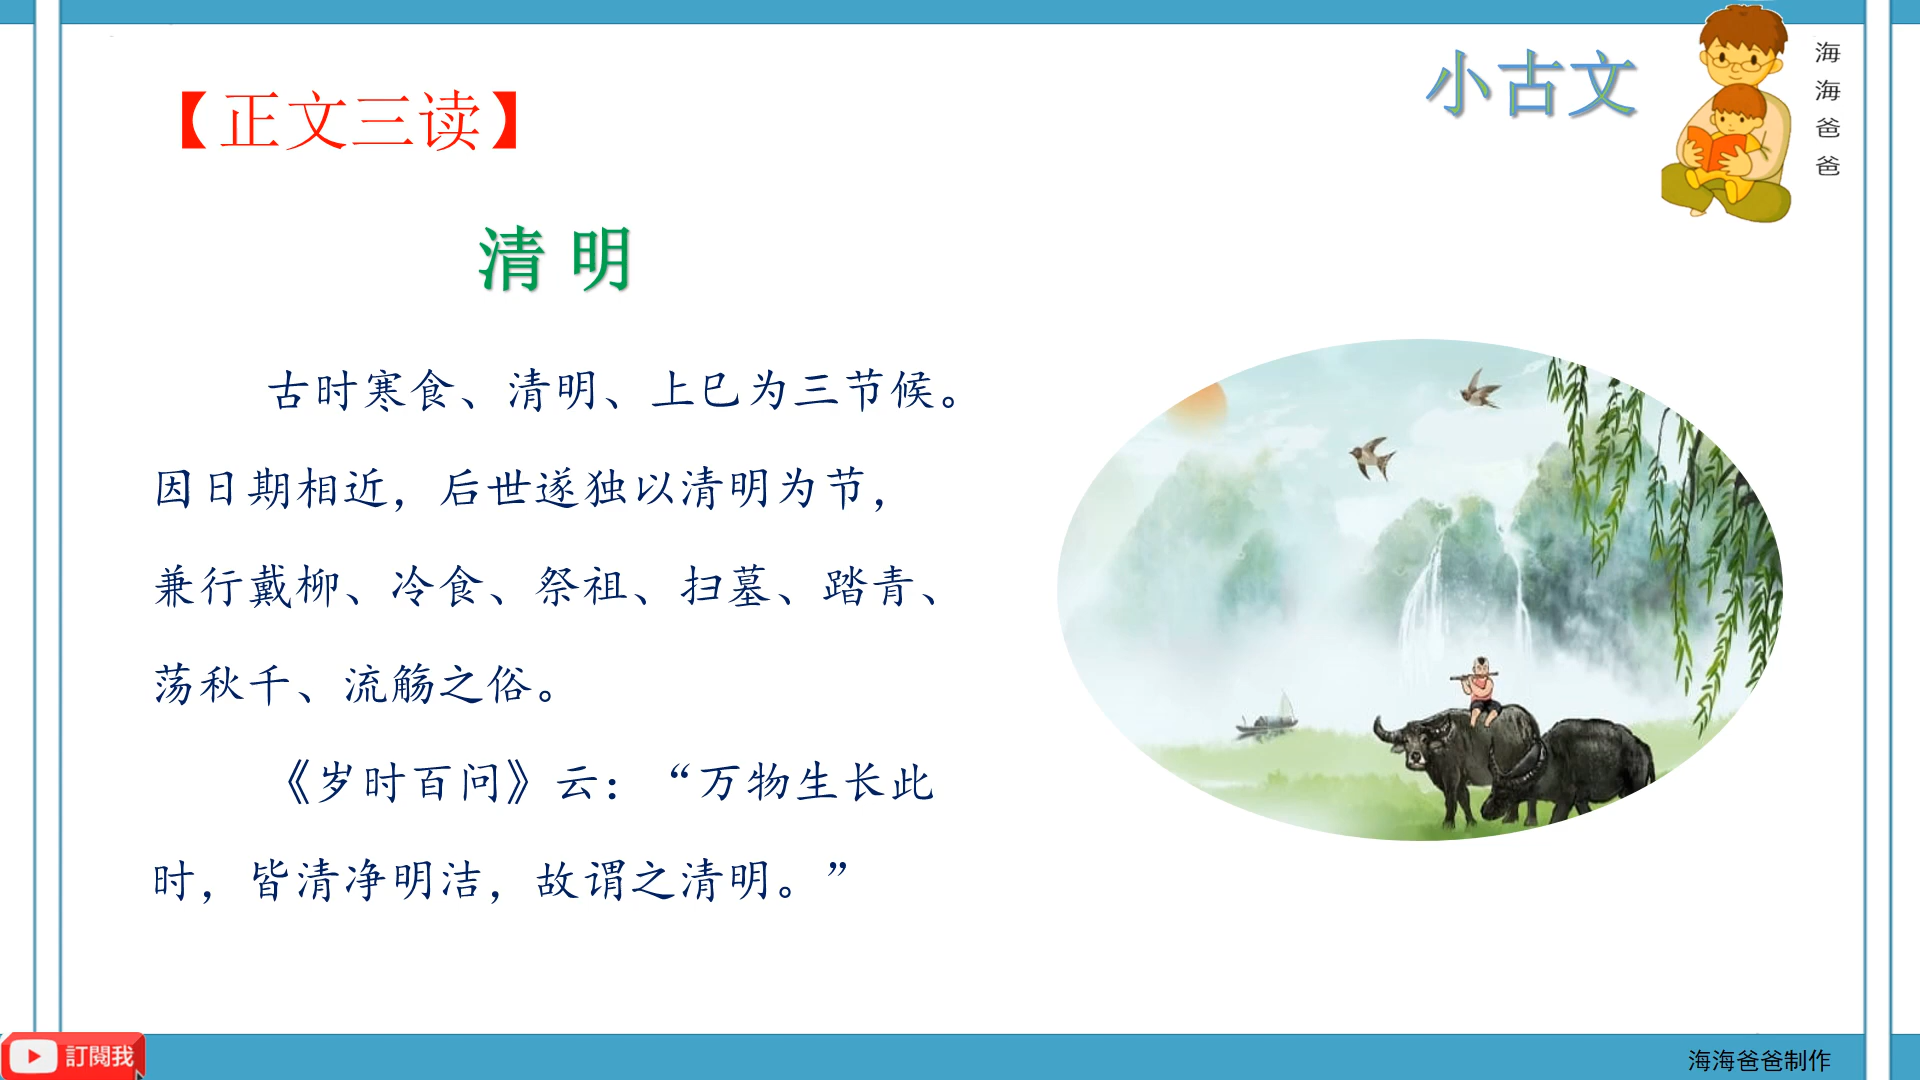 小古文
海海爸爸
【正文三读】
清 明
古时寒食、清明、上巳为三节候。
因日期相近，后世遂独以清明为节，
兼行戴柳、冷食、祭祖、扫墓、踏青、
荡秋千、流觞之俗。
《岁时百问》云：“万物生长此
时，皆清净明洁，故谓之清明。”
訂閱我
海海爸爸制作